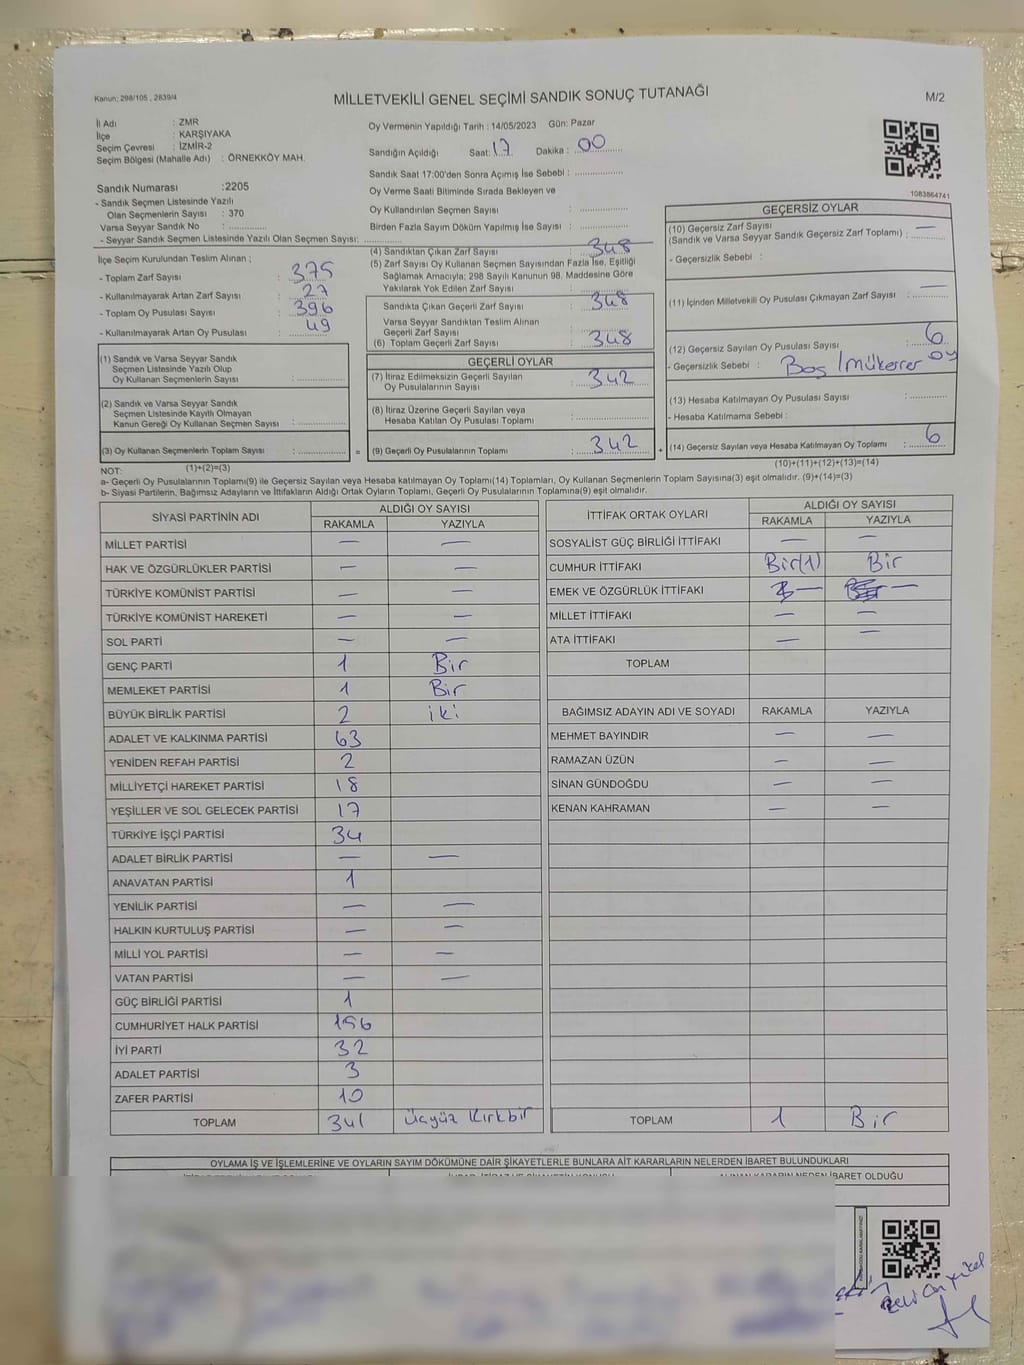 Kanun: 298/105 , 2839/4
MİLLETVEKİLİ GENEL SEÇİMİ SANDIK SONUÇ TUTANAĞI
M/2
İl Adı : ZMR
İlçe : KARŞIYAKA
Seçim Çevresi : İZMİR-2
Seçim Bölgesi (Mahalle Adı) : ÖRNEKKÖY MAH.
Sandık Numarası :2205
- Sandık Seçmen Listesinde Yazılı
Olan Seçmenlerin Sayısı : 370
Varsa Seyyar Sandık No : ..............
- Seyyar Sandık Seçmen Listesinde Yazılı Olan Seçmen Sayısı: ..............
İlçe Seçim Kurulundan Teslim Alınan ;
- Toplam Zarf Sayısı : 375
- Kullanılmayarak Artan Zarf Sayısı : 27
- Toplam Oy Pusulası Sayısı : 396
- Kullanılmayarak Artan Oy Pusulası : 49
(1) Sandık ve Varsa Seyyar Sandık
Seçmen Listesinde Yazılı Olup
Oy Kullanan Seçmenlerin Sayısı : ..............
(2) Sandık ve Varsa Seyyar Sandık
Seçmen Listesinde Kayıtlı Olmayan
Kanun Gereği Oy Kullanan Seçmen Sayısı : ..............
(3) Oy Kullanan Seçmenlerin Toplam Sayısı : ..............
(1)+(2)=(3)
Oy Vermenin Yapıldığı Tarih : 14/05/2023 Gün: Pazar
Sandığın Açıldığı Saat: 17 Dakika : 00
Sandık Saat 17:00'den Sonra Açımış İse Sebebi : ..............
Oy Verme Saati Bitiminde Sırada Bekleyen ve
Oy Kullandırılan Seçmen Sayısı : ..............
Birden Fazla Sayım Döküm Yapılmış İse Sayısı : ..............
(4) Sandıktan Çıkan Zarf Sayısı : 348
(5) Zarf Sayısı Oy Kullanan Seçmen Sayısından Fazla İse, Eşitliği
Sağlamak Amacıyla; 298 Sayılı Kanunun 98. Maddesine Göre
Yakılarak Yok Edilen Zarf Sayısı : ..............
Sandıkta Çıkan Geçerli Zarf Sayısı : 348
Varsa Seyyar Sandıktan Teslim Alınan
Geçerli Zarf Sayısı : ..............
(6) Toplam Geçerli Zarf Sayısı : 348
GEÇERLİ OYLAR
(7) İtiraz Edilmeksizin Geçerli Sayılan
Oy Pusulalarının Sayısı : 342
(8) İtiraz Üzerine Geçerli Sayılan veya
Hesaba Katılan Oy Pusulası Toplamı : ..............
= (9) Geçerli Oy Pusulalarının Toplamı : 342
1083864741
GEÇERSİZ OYLAR
(10) Geçersiz Zarf Sayısı
(Sandık ve Varsa Seyyar Sandık Geçersiz Zarf Toplamı) : —
- Geçersizlik Sebebi :
(11) İçinden Milletvekili Oy Pusulası Çıkmayan Zarf Sayısı : —
(12) Geçersiz Sayılan Oy Pusulası Sayısı : 6
- Geçersizlik Sebebi : Boş / mükerrer oy
(13) Hesaba Katılmayan Oy Pusulası Sayısı : ..............
- Hesaba Katılmama Sebebi :
+ (14) Geçersiz Sayılan veya Hesaba Katılmayan Oy Toplamı : 6
(10)+(11)+(12)+(13)=(14)
NOT:
a- Geçerli Oy Pusulalarının Toplamı(9) ile Geçersiz Sayılan veya Hesaba katılmayan Oy Toplamı(14) Toplamları, Oy Kullanan Seçmenlerin Toplam Sayısına(3) eşit olmalıdır. (9)+(14)=(3)
b- Siyasi Partilerin, Bağımsız Adayların ve İttifakların Aldığı Ortak Oyların Toplamı, Geçerli Oy Pusulalarının Toplamına(9) eşit olmalıdır.
SİYASİ PARTİNİN ADI ALDIĞI OY SAYISI
RAKAMLA YAZIYLA
MİLLET PARTİSİ — —
HAK VE ÖZGÜRLÜKLER PARTİSİ — —
TÜRKİYE KOMÜNİST PARTİSİ — —
TÜRKİYE KOMÜNİST HAREKETİ — —
SOL PARTİ — —
GENÇ PARTİ 1 Bir
MEMLEKET PARTİSİ 1 Bir
BÜYÜK BİRLİK PARTİSİ 2 iki
ADALET VE KALKINMA PARTİSİ 63
YENİDEN REFAH PARTİSİ 2
MİLLİYETÇİ HAREKET PARTİSİ 18
YEŞİLLER VE SOL GELECEK PARTİSİ 17
TÜRKİYE İŞÇİ PARTİSİ 34
ADALET BİRLİK PARTİSİ — —
ANAVATAN PARTİSİ 1
YENİLİK PARTİSİ — —
HALKIN KURTULUŞ PARTİSİ — —
MİLLİ YOL PARTİSİ — —
VATAN PARTİSİ — —
GÜÇ BİRLİĞİ PARTİSİ 1
CUMHURİYET HALK PARTİSİ 156
İYİ PARTİ 32
ADALET PARTİSİ 3
ZAFER PARTİSİ 10
TOPLAM 341 Üçyüz Kırkbir
İTTİFAK ORTAK OYLARI ALDIĞI OY SAYISI
RAKAMLA YAZIYLA
SOSYALİST GÜÇ BİRLİĞİ İTTİFAKI — —
CUMHUR İTTİFAKI Bir(1) Bir
EMEK VE ÖZGÜRLÜK İTTİFAKI — —
MİLLET İTTİFAKI — —
ATA İTTİFAKI — —
TOPLAM
BAĞIMSIZ ADAYIN ADI VE SOYADI RAKAMLA YAZIYLA
MEHMET BAYINDIR — —
RAMAZAN ÜZÜN — —
SİNAN GÜNDOĞDU — —
KENAN KAHRAMAN — —
TOPLAM 1 Bir
OYLAMA İŞ VE İŞLEMLERİNE VE OYLARIN SAYIM DÖKÜMÜNE DAİR ŞİKAYETLERLE BUNLARA AİT KARARLARIN NELERDEN İBARET BULUNDUKLARI
ALINAN KARARIN NEDEN İBARET OLDUĞU